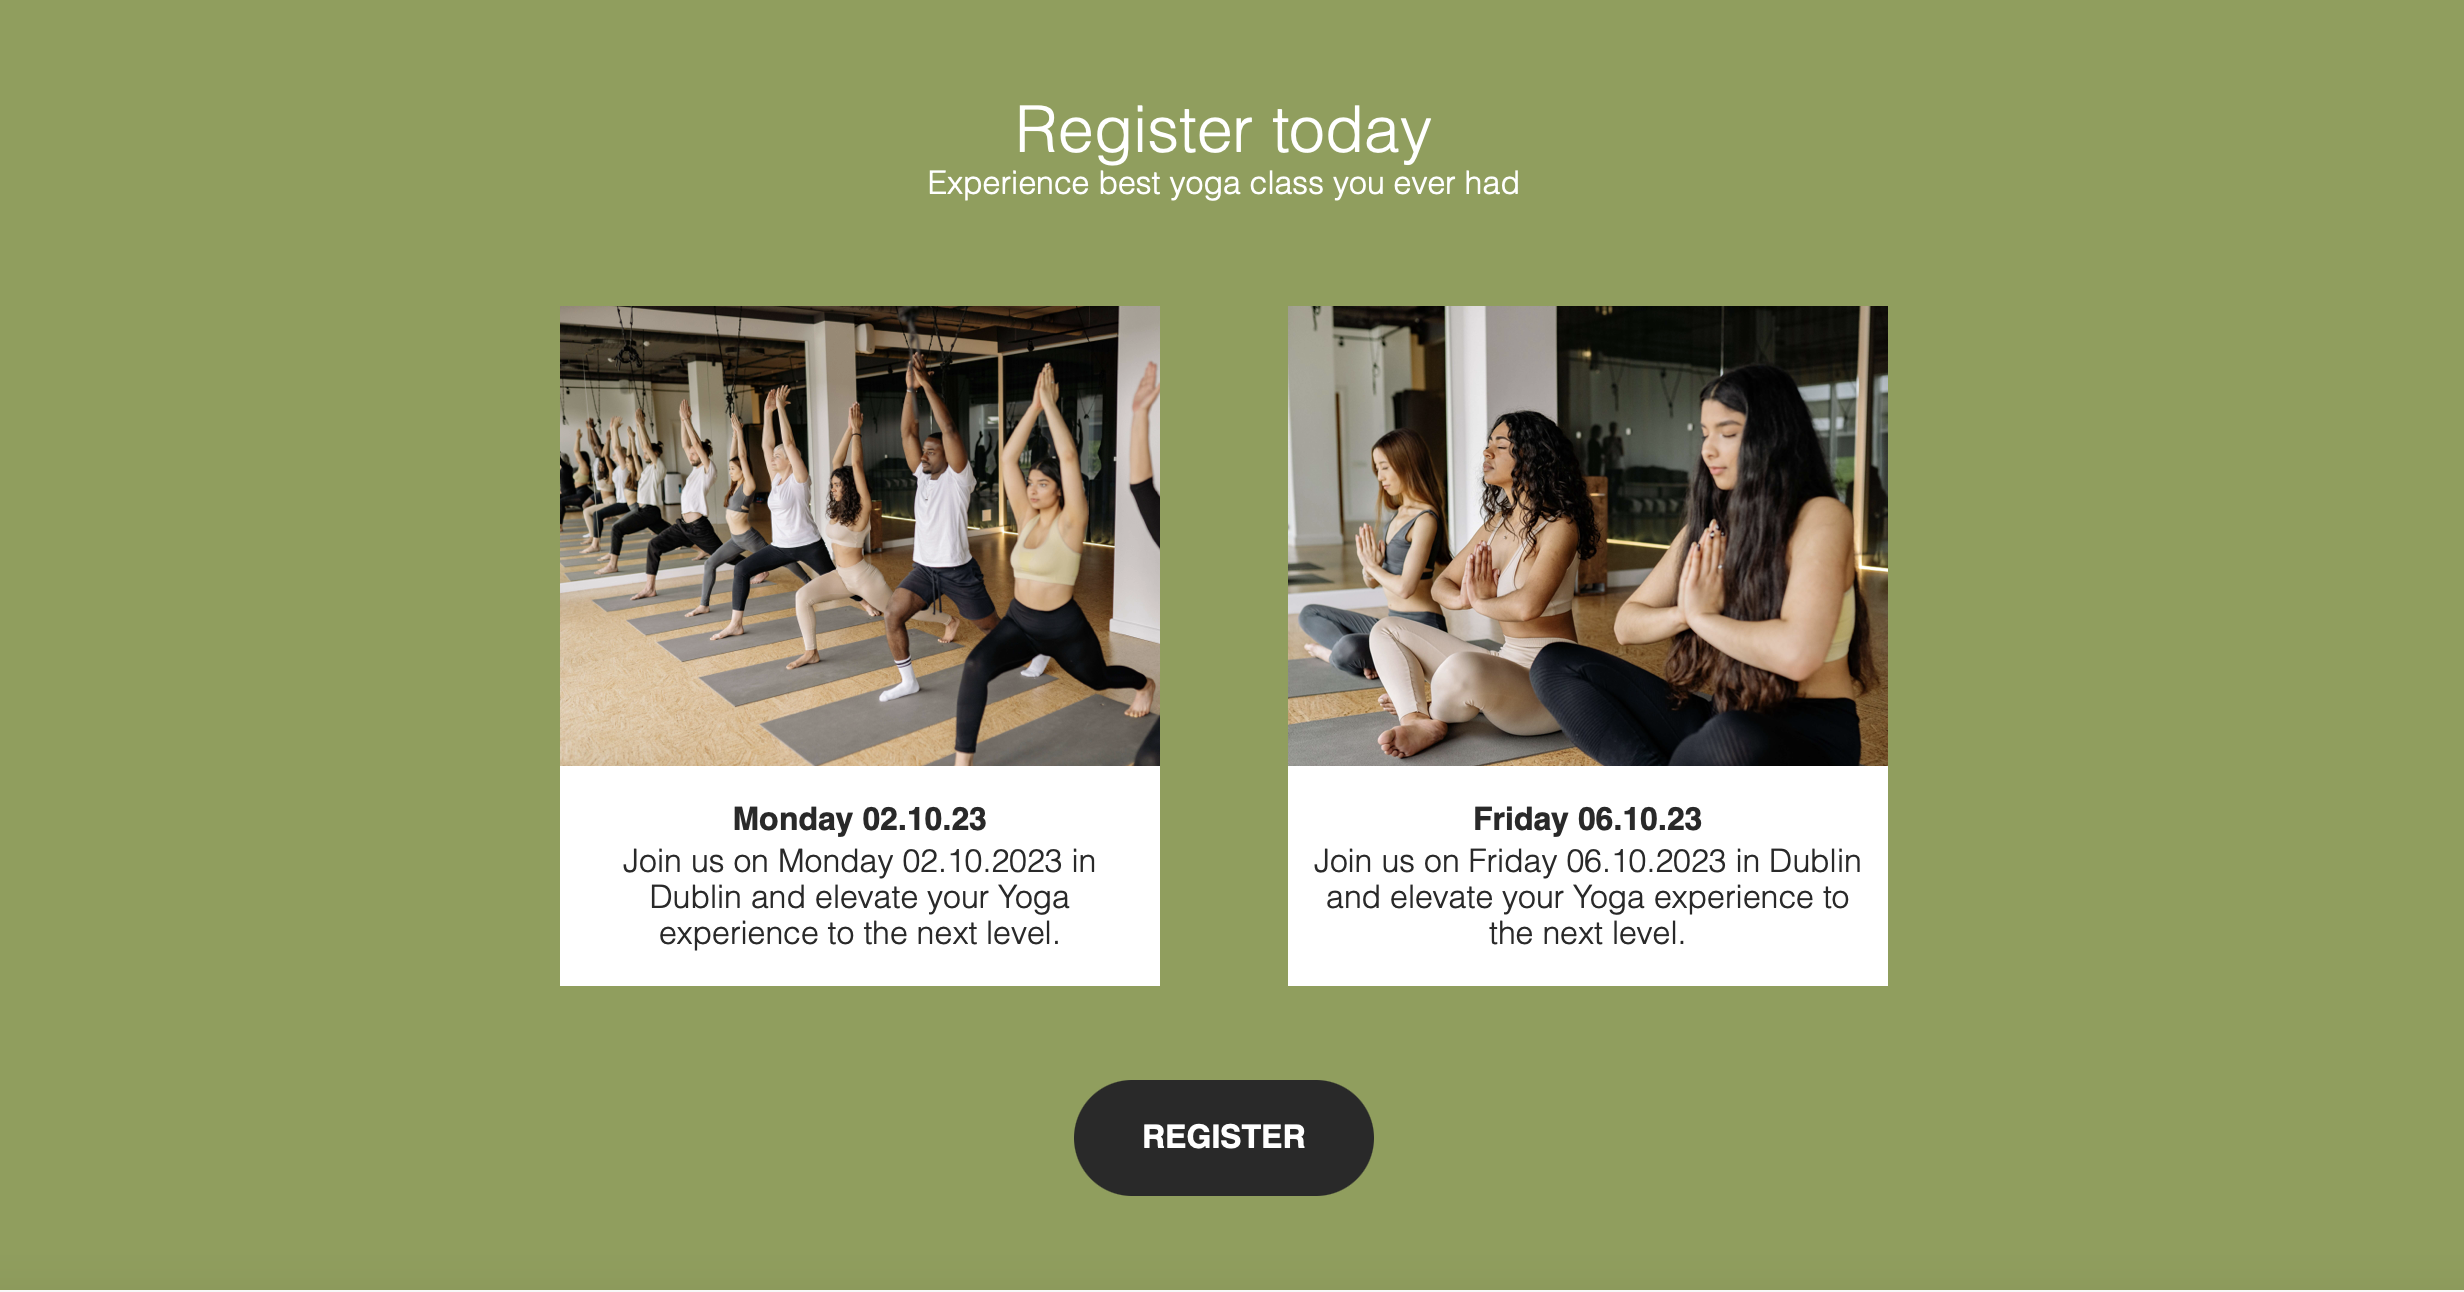 Register today
Experience best yoga class you ever had
Monday 02.10.23
Join us on Monday 02.10.2023 in
Dublin and elevate your Yoga
experience to the next level.
Friday 06.10.23
Join us on Friday 06.10.2023 in Dublin
and elevate your Yoga experience to
the next level.
REGISTER